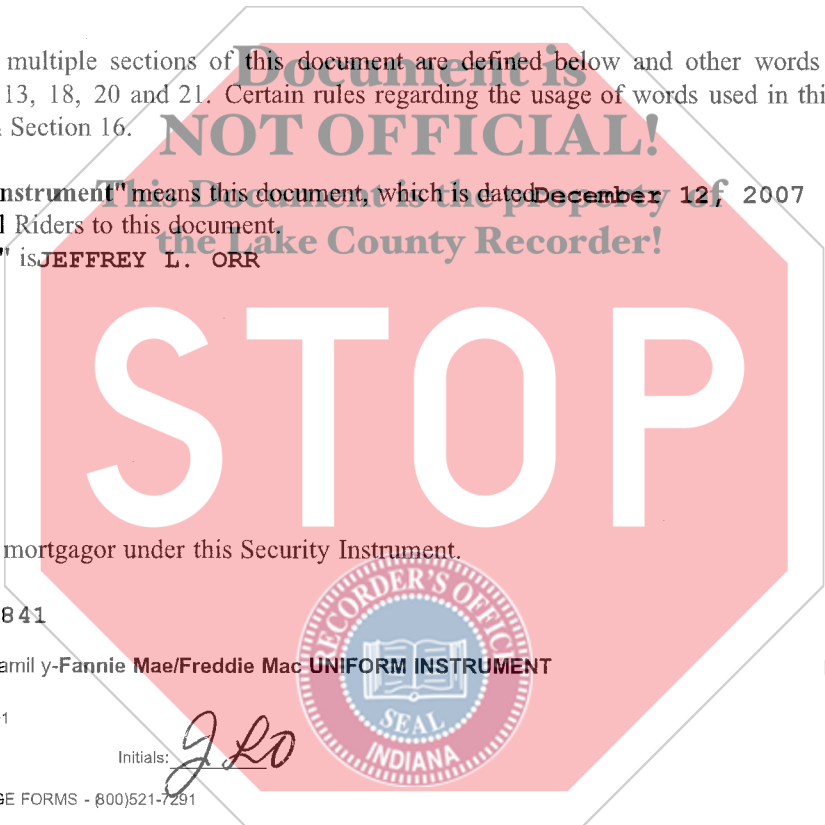 Document is
multiple sections of this document are defined below and other words
13, 18, 20 and 21. Certain rules regarding the usage of words used in thi
NOT OFFICIAL!
Section 16.
This Document is the property of
nstrument" means this document, which is dated December 12, 2007
l Riders to this document.
the Lake County Recorder!
" is JEFFREY L. ORR
STOP
mortgagor under this Security Instrument.
RECORDER'S OFFICE
841
amil y-Fannie Mae/Freddie Mac UNIFORM INSTRUMENT
1
SEAL
Initials: JLO
INDIANA
GE FORMS - (800)521-7291